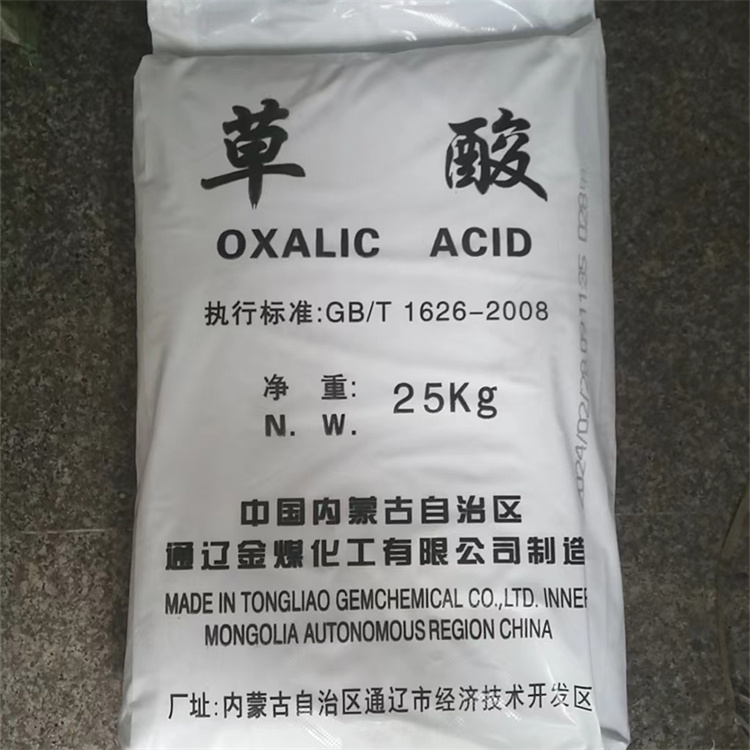 草 酸
OXALIC ACID
执行标准:GB/T 1626-2008
净 重: 25Kg
N. W.
中国内蒙古自治区
通辽金煤化工有限公司制造
MADE IN TONGLIAO GEMCHEMICAL CO.,LTD. INNER
MONGOLIA AUTONOMOUS REGION CHINA
厂址:内蒙古自治区通辽市经济技术开发区